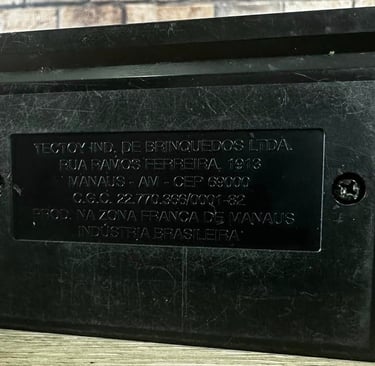 TECTOY-IND. DE BRINQUEDOS LTDA.
RUA RAMOS FERREIRA, 1913
MANAUS - AM - CEP 69000
C.G.C. 22.770.366/0001-82
PROD. NA ZONA FRANCA DE MANAUS
INDÚSTRIA BRASILEIRA